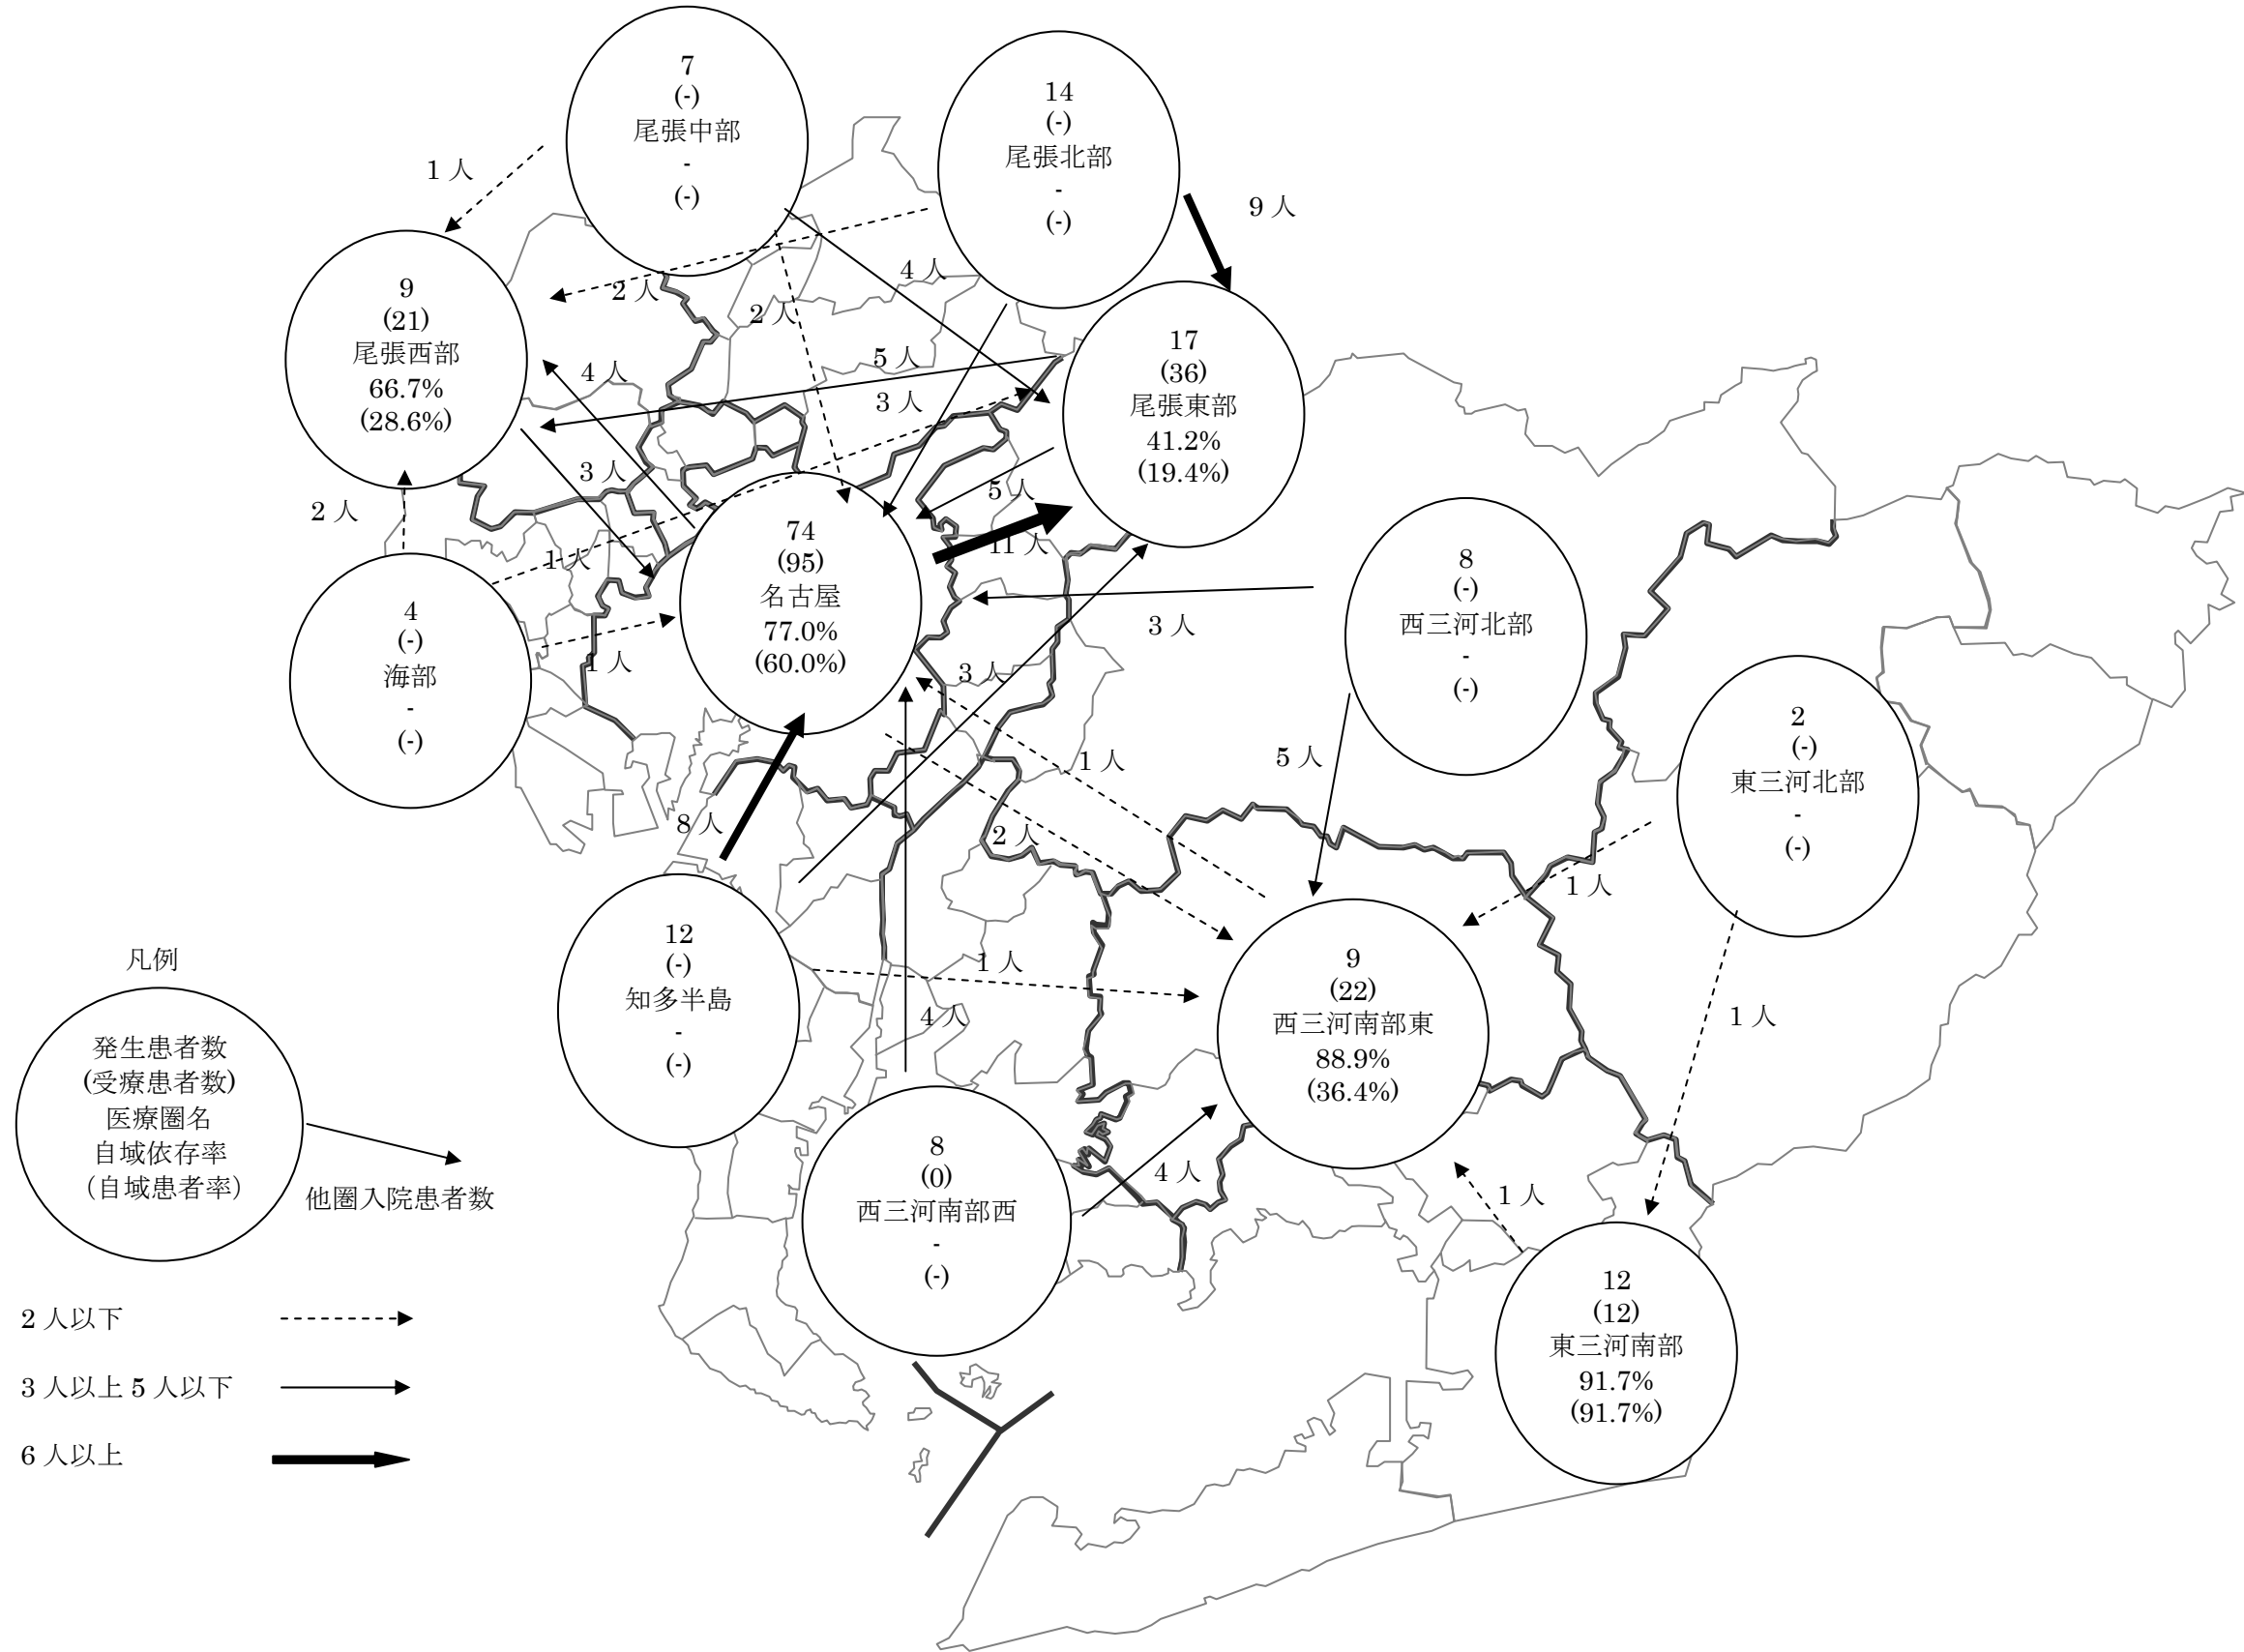 7
(-)
尾張中部
-
(-)
14
(-)
尾張北部
-
(-)
1 人
9 人
9
(21)
尾張西部
66.7%
(28.6%)
2 人
4 人
2 人
17
(36)
尾張東部
41.2%
(19.4%)
4 人
5 人
3 人
3 人
5 人
2 人
11 人
1 人
74
(95)
名古屋
77.0%
(60.0%)
8
(-)
西三河北部
-
(-)
4
(-)
海部
-
(-)
1 人
3 人
3 人
2
(-)
東三河北部
-
(-)
1 人
5 人
8 人
2 人
1 人
12
(-)
知多半島
-
(-)
1 人
9
(22)
西三河南部東
88.9%
(36.4%)
4 人
1 人
凡例
発生患者数
(受療患者数)
医療圏名
自域依存率
（自域患者率）
他圏入院患者数
8
(0)
西三河南部西
-
(-)
4 人
1 人
12
(12)
東三河南部
91.7%
(91.7%)
2 人以下
3 人以上 5 人以下
6 人以上